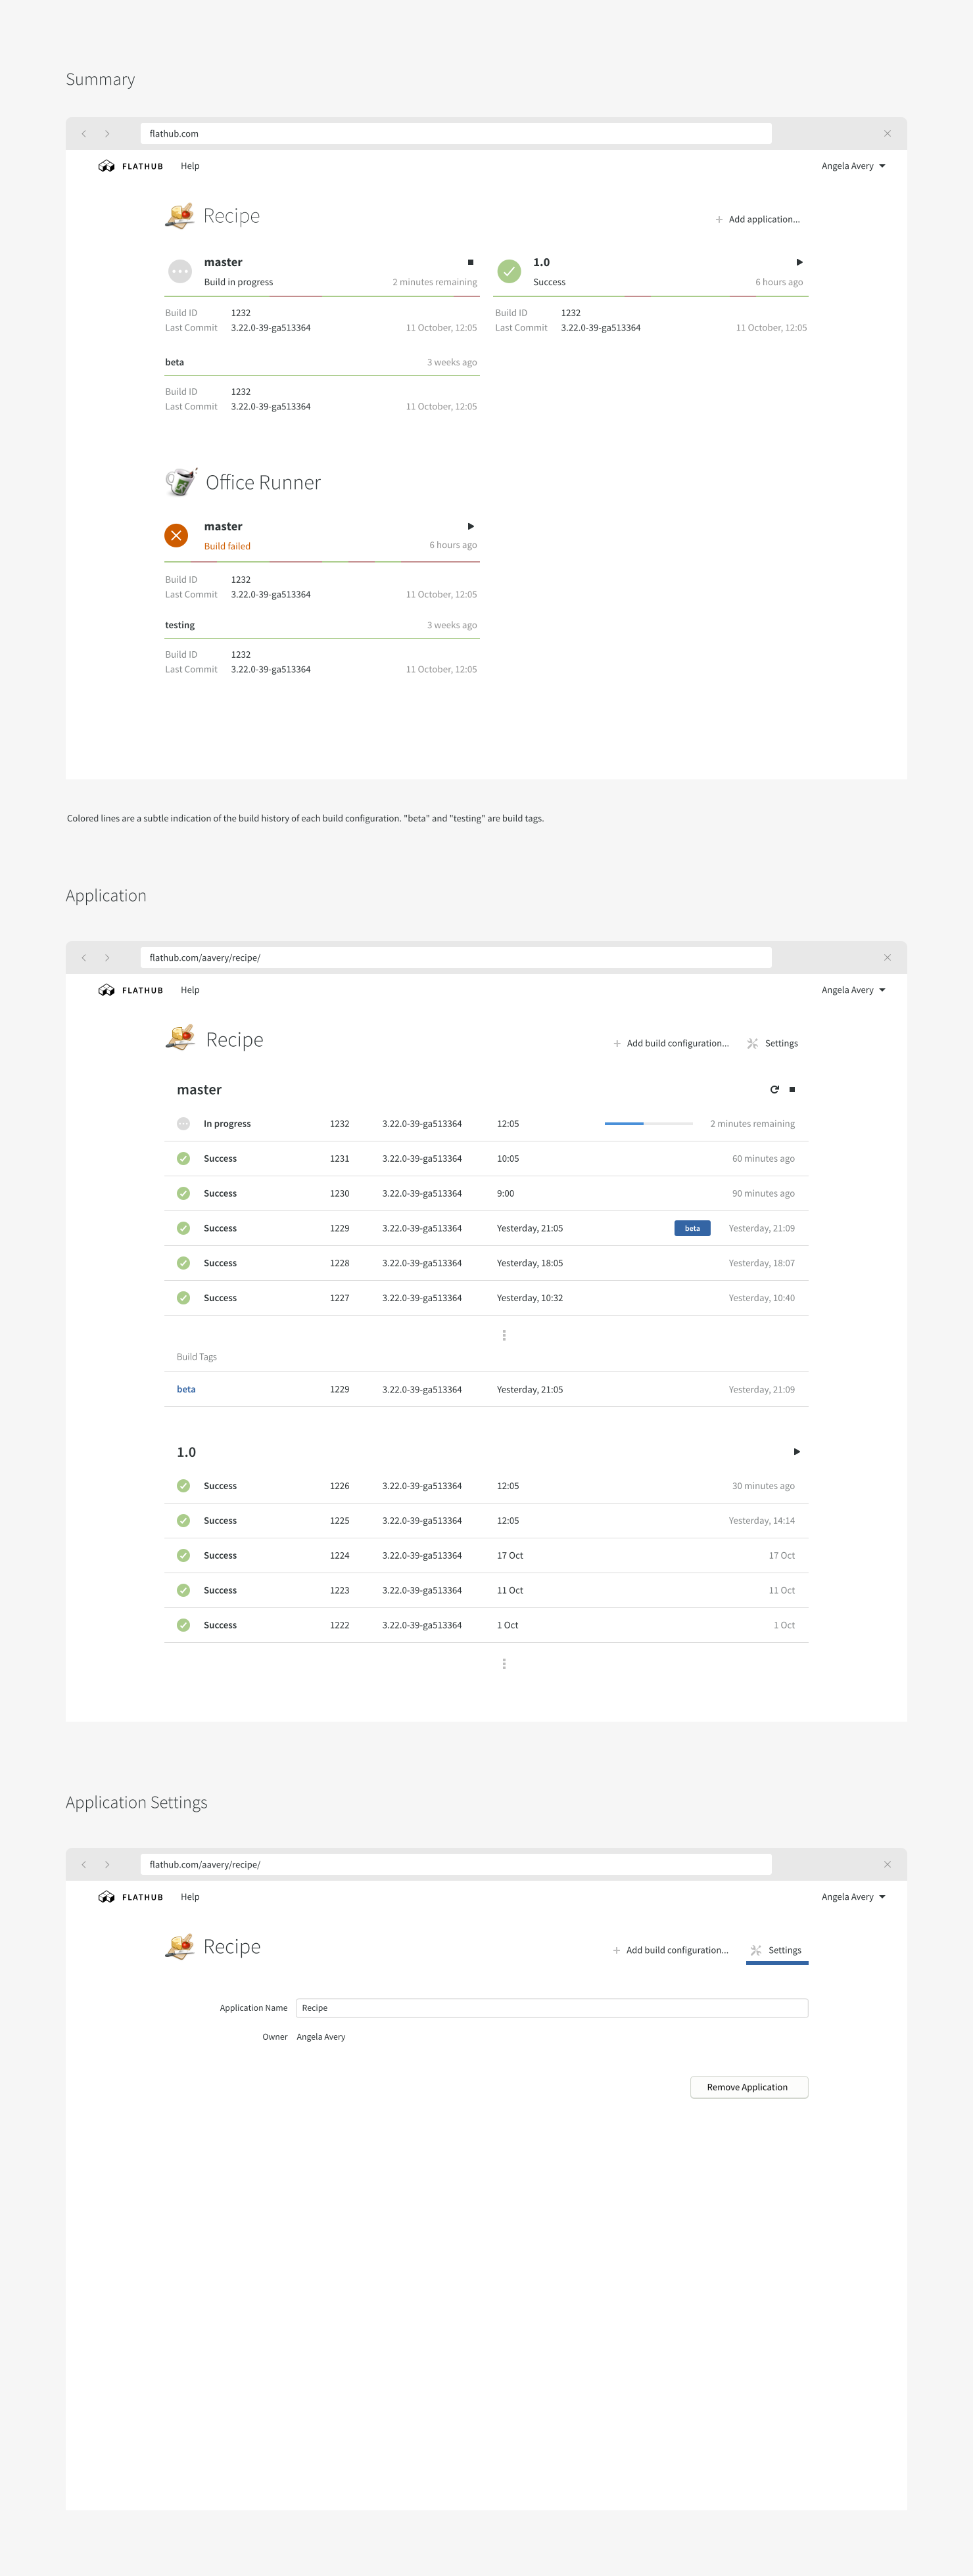 Summary
flathub.com
FLATHUB Help Angela Avery
Recipe
Add application...
master
Build in progress 2 minutes remaining
Build ID 1232
Last Commit 3.22.0-39-ga513364 11 October, 12:05
1.0
Success 6 hours ago
Build ID 1232
Last Commit 3.22.0-39-ga513364 11 October, 12:05
beta 3 weeks ago
Build ID 1232
Last Commit 3.22.0-39-ga513364 11 October, 12:05
Office Runner
master
Build failed 6 hours ago
Build ID 1232
Last Commit 3.22.0-39-ga513364 11 October, 12:05
testing 3 weeks ago
Build ID 1232
Last Commit 3.22.0-39-ga513364 11 October, 12:05
Colored lines are a subtle indication of the build history of each build configuration. "beta" and "testing" are build tags.
Application
flathub.com/aavery/recipe/
FLATHUB Help Angela Avery
Recipe
Add build configuration... Settings
master
In progress 1232 3.22.0-39-ga513364 12:05 2 minutes remaining
Success 1231 3.22.0-39-ga513364 10:05 60 minutes ago
Success 1230 3.22.0-39-ga513364 9:00 90 minutes ago
Success 1229 3.22.0-39-ga513364 Yesterday, 21:05 beta Yesterday, 21:09
Success 1228 3.22.0-39-ga513364 Yesterday, 18:05 Yesterday, 18:07
Success 1227 3.22.0-39-ga513364 Yesterday, 10:32 Yesterday, 10:40
Build Tags
beta 1229 3.22.0-39-ga513364 Yesterday, 21:05 Yesterday, 21:09
1.0
Success 1226 3.22.0-39-ga513364 12:05 30 minutes ago
Success 1225 3.22.0-39-ga513364 12:05 Yesterday, 14:14
Success 1224 3.22.0-39-ga513364 17 Oct 17 Oct
Success 1223 3.22.0-39-ga513364 11 Oct 11 Oct
Success 1222 3.22.0-39-ga513364 1 Oct 1 Oct
Application Settings
flathub.com/aavery/recipe/
FLATHUB Help Angela Avery
Recipe
Add build configuration... Settings
Application Name Recipe
Owner Angela Avery
Remove Application